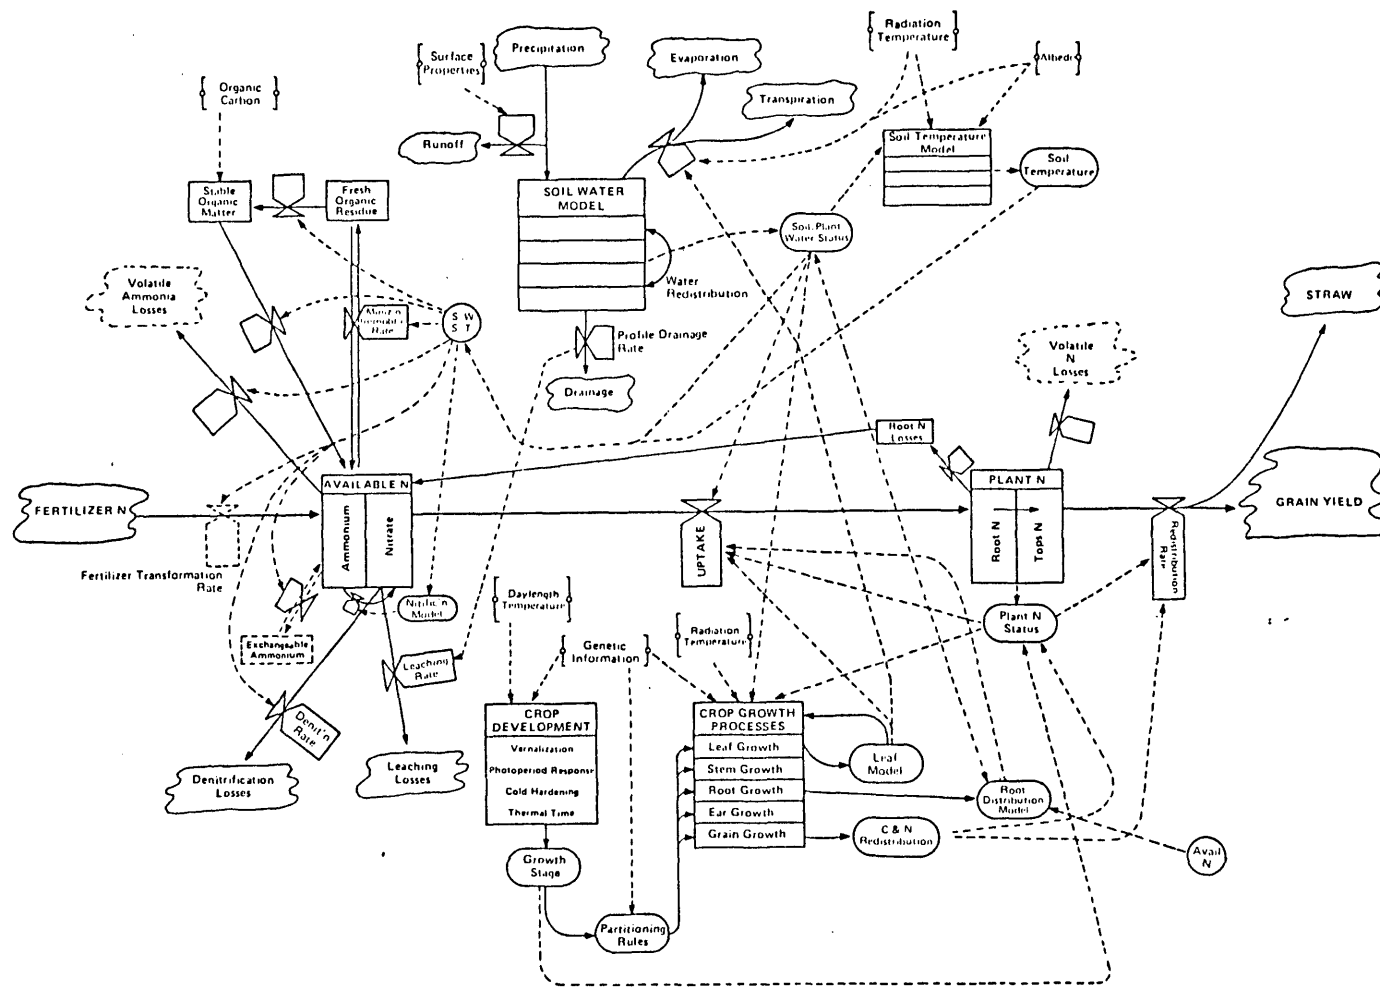 Precipitation
Radiation
Temperature
Albedo
Surface
Properties
Evaporation
Organic
Carbon
Transpiration
Runoff
Soil Temperature
Model
Soil
Temperature
Stable
Organic
Matter
Fresh
Organic
Residue
SOIL WATER
MODEL
Soil, Plant
Water Status
Water
Redistribution
Volatile
Ammonia
Losses
Rate
S W
S T
Profile Drainage
Rate
Drainage
STRAW
Volatile
N
Losses
Root N
Losses
AVAILABLE N
Ammonium
Nitrate
FERTILIZER N
Fertilizer Transformation
Rate
UPTAKE
PLANT N
Root N
Tops N
Redistribution
Rate
GRAIN YIELD
Nitrific'n
Model
Exchangeable
Ammonium
Daylength
Temperature
Genetic
Information
Radiation
Temperature
Plant N
Status
Leaching
Rate
Denit'n
Rate
Denitrification
Losses
Leaching
Losses
CROP
DEVELOPMENT
Vernalization
Photoperiod Response
Cold Hardening
Thermal Time
CROP GROWTH
PROCESSES
Leaf Growth
Stem Growth
Root Growth
Ear Growth
Grain Growth
Leaf
Model
Root
Distribution
Model
C & N
Redistribution
Avail
N
Growth
Stage
Partitioning
Rules